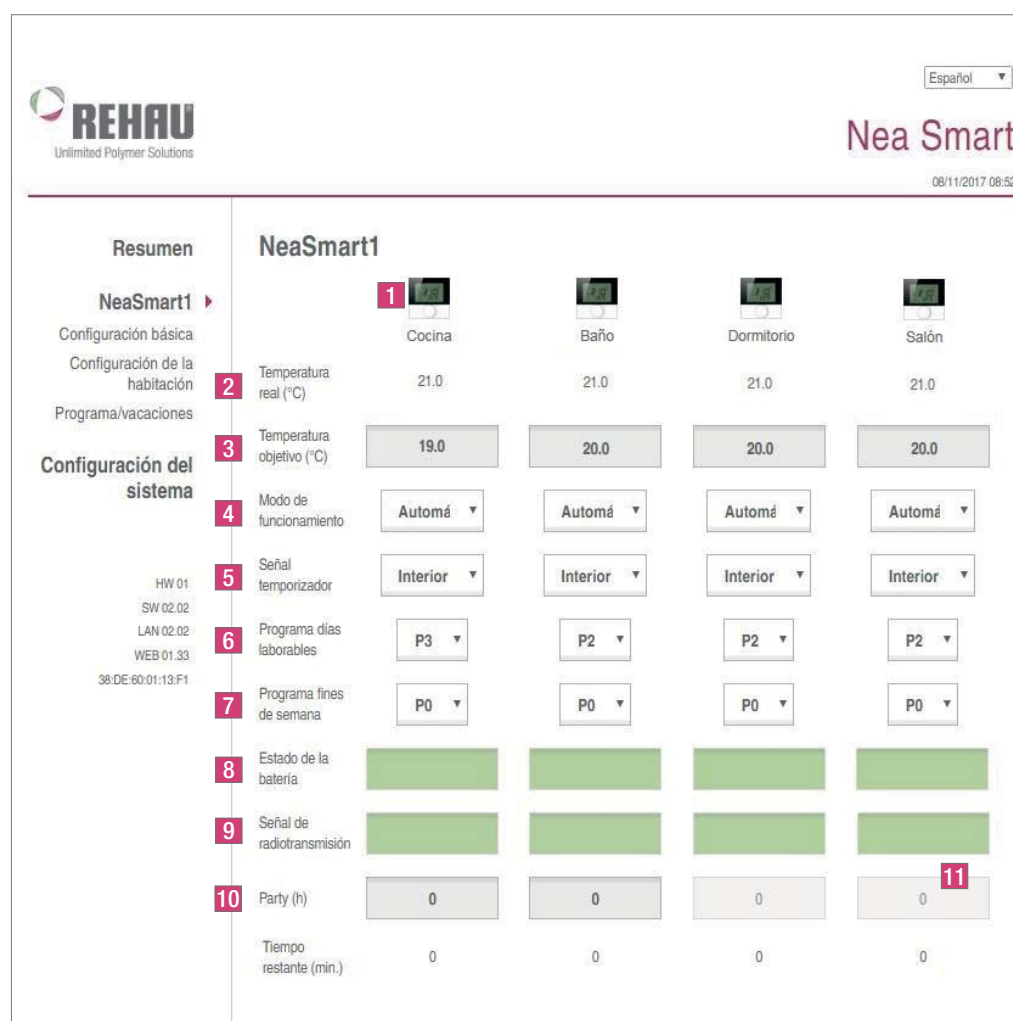 Español
REHAU
Unlimited Polymer Solutions
Nea Smart
08/11/2017 08:52
Resumen
NeaSmart1
Configuración básica
Configuración de la
habitación
Programa/vacaciones
Configuración del
sistema
HW 01
SW 02.02
LAN 02.02
WEB 01.33
38:DE:60:01:13:F1
NeaSmart1
1
Cocina Baño Dormitorio Salón
2 Temperatura
real (°C) 21.0 21.0 21.0 21.0
3 Temperatura
objetivo (°C) 19.0 20.0 20.0 20.0
4 Modo de
funcionamiento Automá Automá Automá Automá
5 Señal
temporizador Interior Interior Interior Interior
6 Programa días
laborables P3 P2 P2 P2
7 Programa fines
de semana P0 P0 P0 P0
8 Estado de la
batería
9 Señal de
radiotransmisión
11
10 Party (h) 0 0 0 0
Tiempo
restante (min.) 0 0 0 0